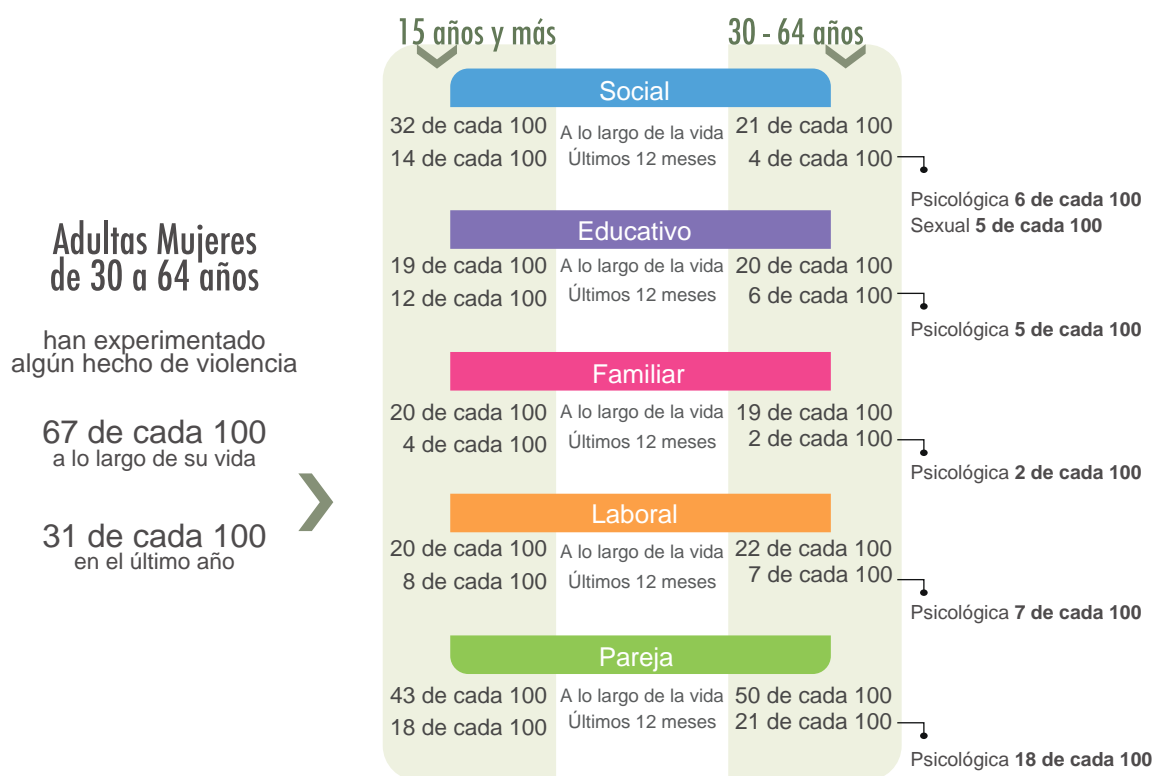 15 años y más
30 - 64 años
Adultas Mujeres
de 30 a 64 años
han experimentado
algún hecho de violencia
67 de cada 100
a lo largo de su vida
31 de cada 100
en el último año
Social
32 de cada 100 A lo largo de la vida 21 de cada 100
14 de cada 100 Últimos 12 meses 4 de cada 100
Psicológica 6 de cada 100
Sexual 5 de cada 100
Educativo
19 de cada 100 A lo largo de la vida 20 de cada 100
12 de cada 100 Últimos 12 meses 6 de cada 100
Psicológica 5 de cada 100
Familiar
20 de cada 100 A lo largo de la vida 19 de cada 100
4 de cada 100 Últimos 12 meses 2 de cada 100
Psicológica 2 de cada 100
Laboral
20 de cada 100 A lo largo de la vida 22 de cada 100
8 de cada 100 Últimos 12 meses 7 de cada 100
Psicológica 7 de cada 100
Pareja
43 de cada 100 A lo largo de la vida 50 de cada 100
18 de cada 100 Últimos 12 meses 21 de cada 100
Psicológica 18 de cada 100